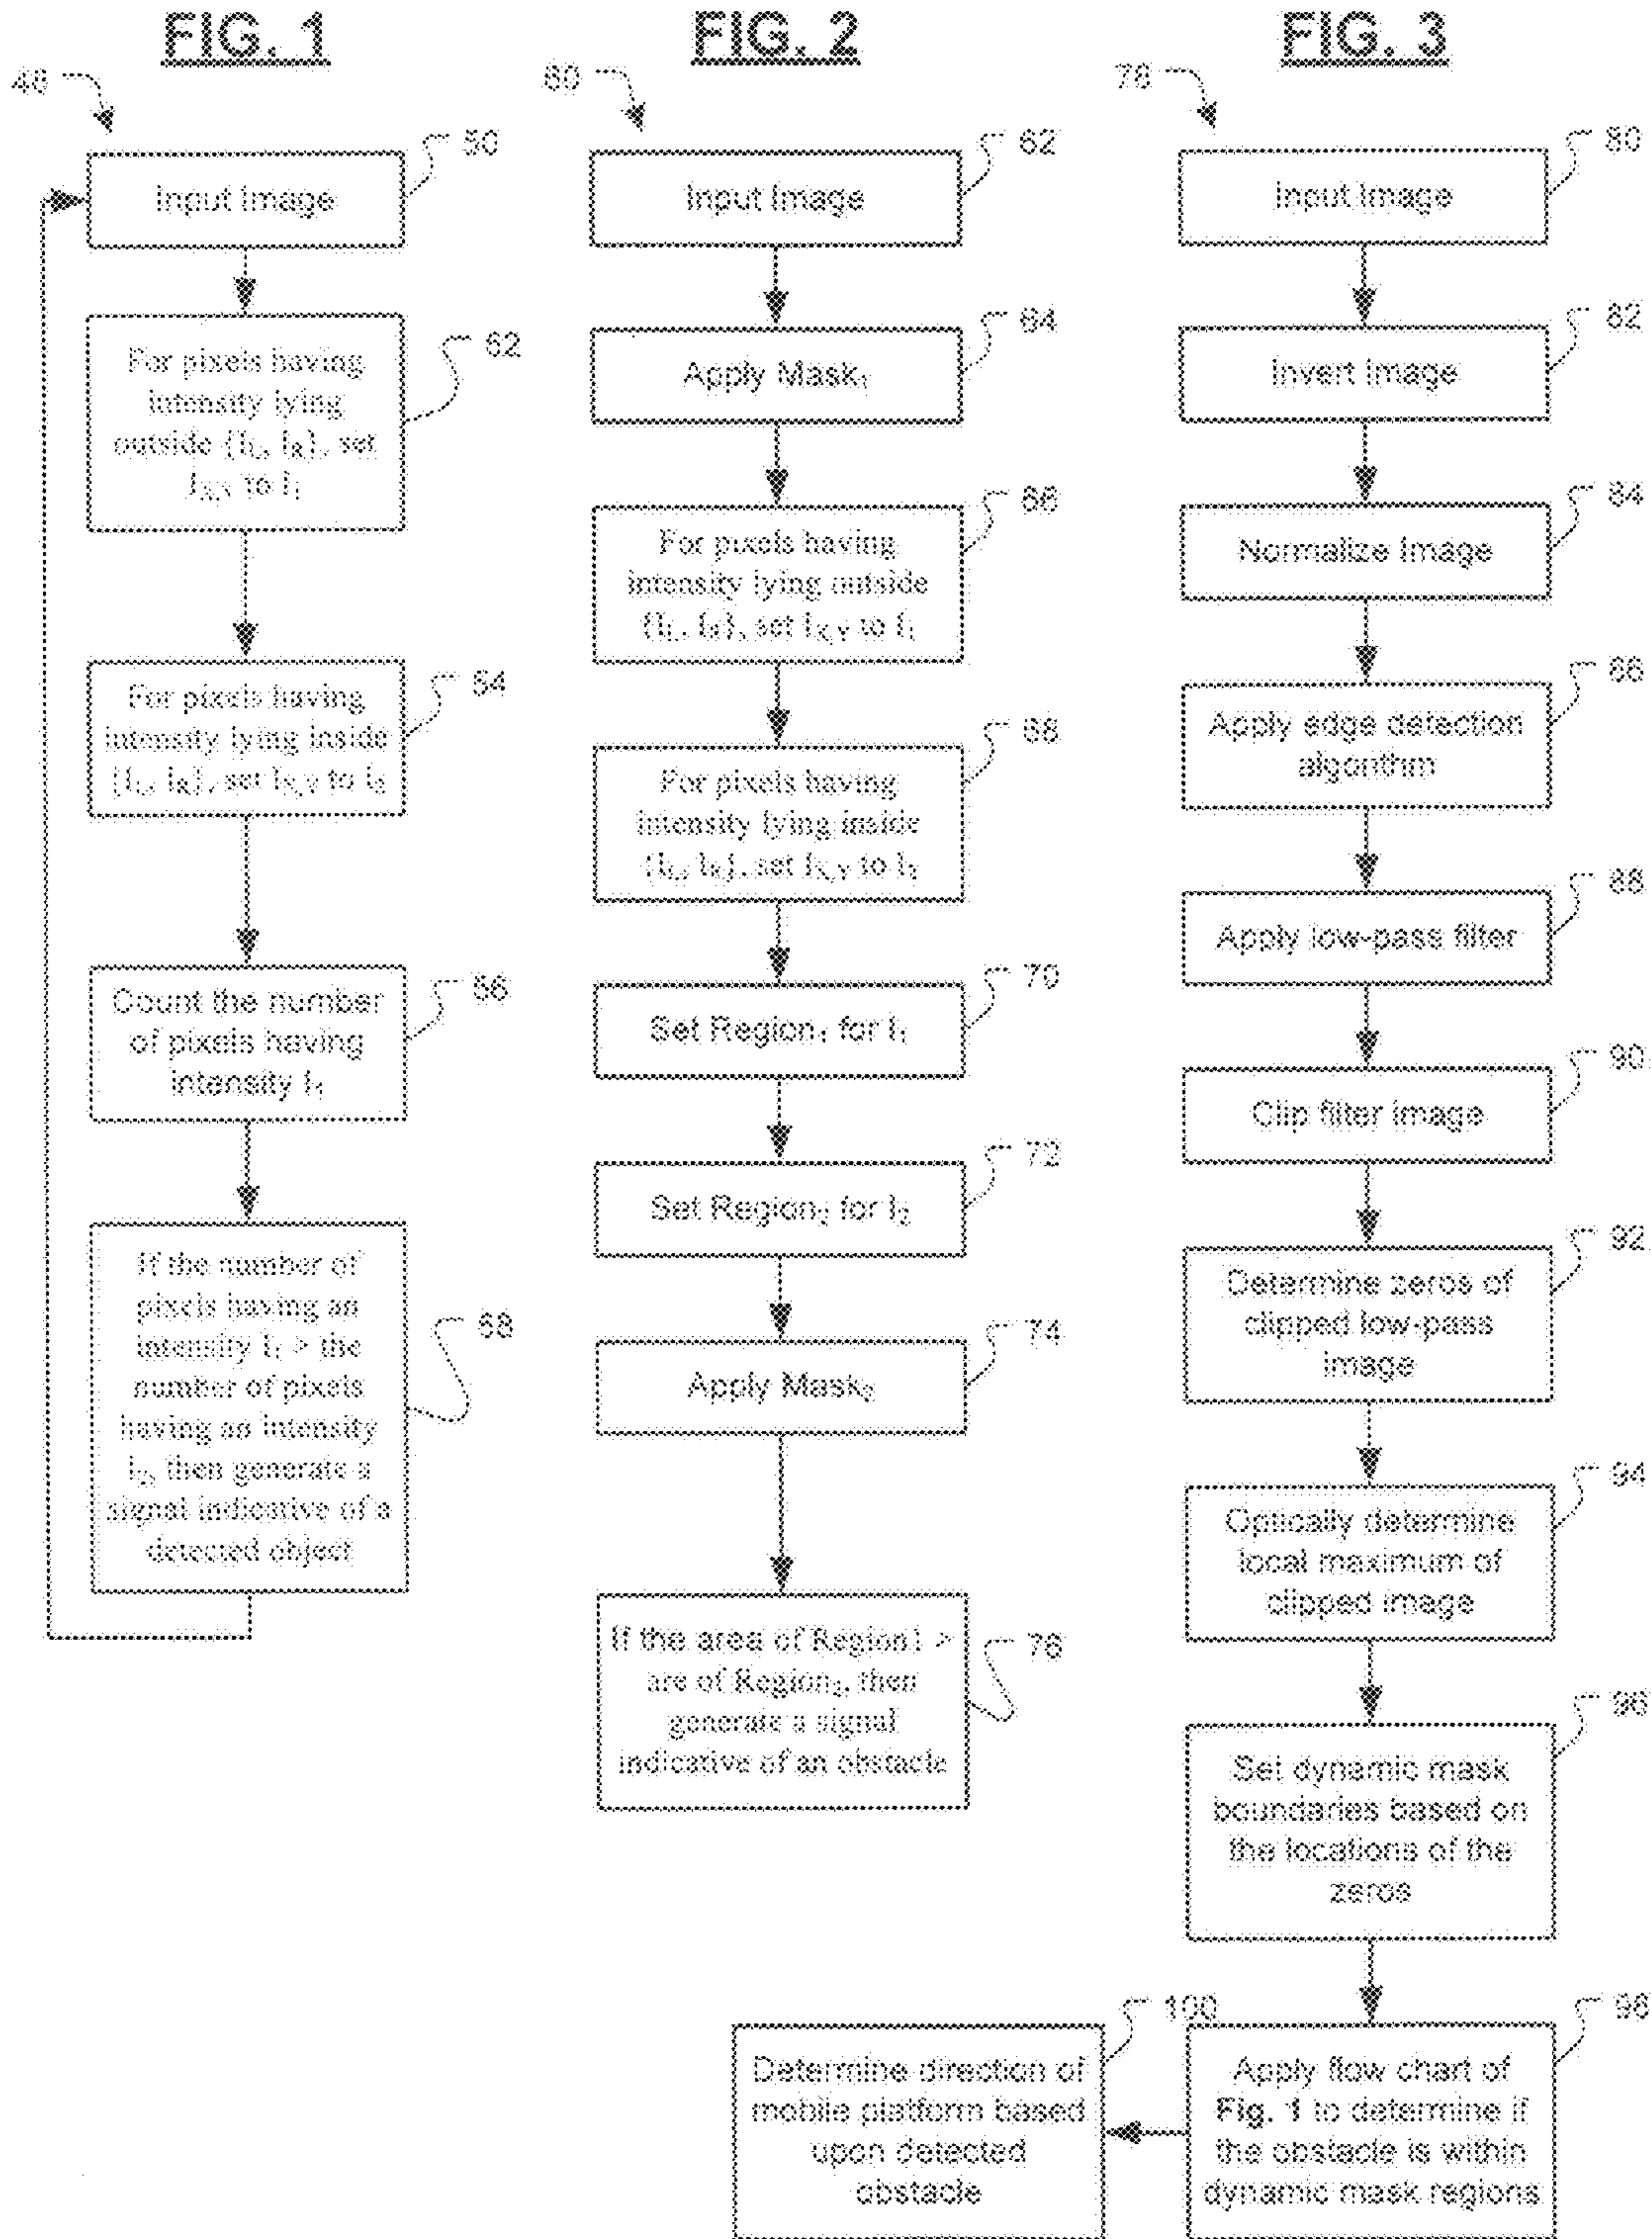 FIG. 1
48
50
Input Image
52
For pixels having
intensity lying
outside {I_L, I_R}, set
I_X,Y to I_1
54
For pixels having
intensity lying inside
{I_L, I_R}, set I_X,Y to I_2
56
Count the number
of pixels having
intensity I_1
58
If the number of
pixels having an
intensity I_1 > the
number of pixels
having an intensity
I_2, then generate a
signal indicative of a
detected object
FIG. 2
60
62
Input Image
64
Apply Mask_1
66
For pixels having
intensity lying outside
{I_L, I_R}, set I_X,Y to I_1
68
For pixels having
intensity lying inside
{I_L, I_R}, set I_X,Y to I_2
70
Set Region_1 for I_1
72
Set Region_2 for I_2
74
Apply Mask_2
76
If the area of Region1 >
are of Region_2, then
generate a signal
indicative of an obstacle
FIG. 3
78
80
Input Image
82
Invert Image
84
Normalize Image
86
Apply edge detection
algorithm
88
Apply low-pass filter
90
Clip filter image
92
Determine zeros of
clipped low-pass
image
94
Optically determine
local maximum of
clipped image
96
Set dynamic mask
boundaries based on
the locations of the
zeros
98
Apply flow chart of
Fig. 1 to determine if
the obstacle is within
dynamic mask regions
100
Determine direction of
mobile platform based
upon detected
obstacle